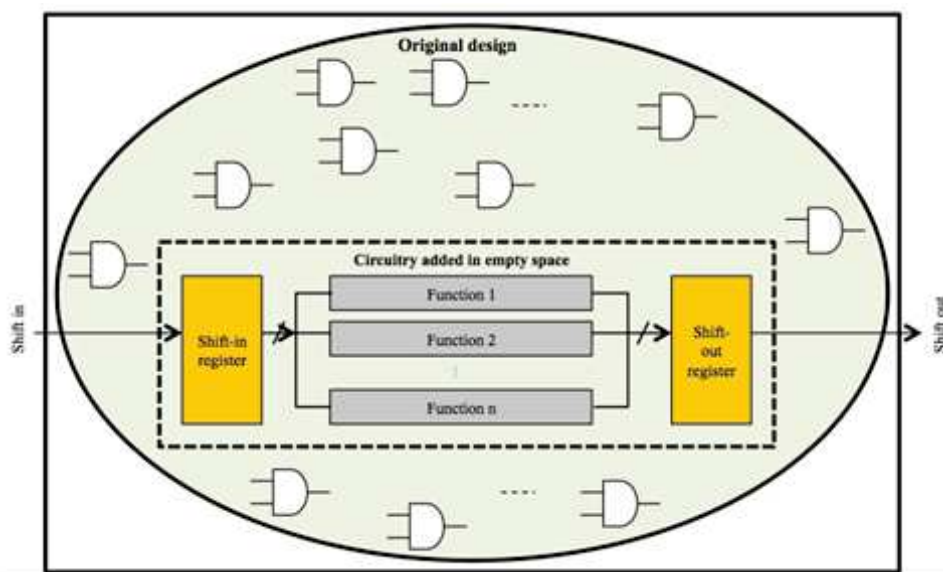 Original design
Circuitry added in empty space
Shift in
Shift-in
register
Function 1
Function 2
Function n
Shift-
out
register
Shift out